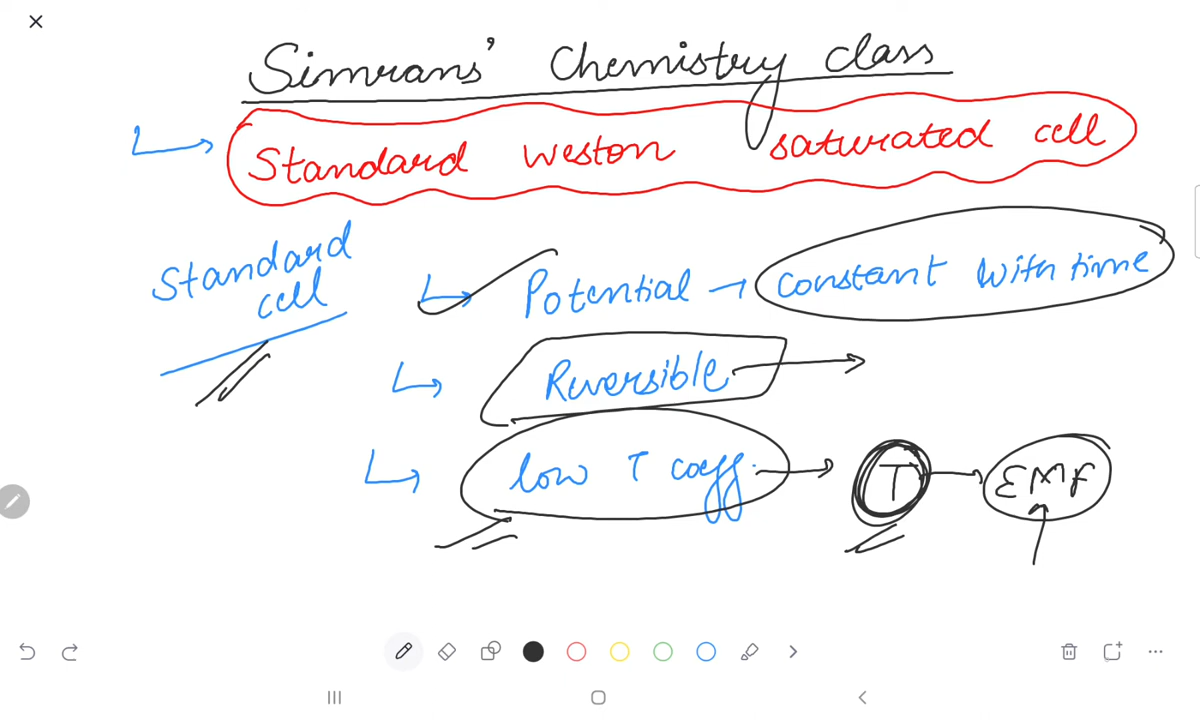 Simrans' Chemistry class
Standard weston saturated cell
Standard cell
Potential → constant with time
Reversible
low T coeff.
T → EMF